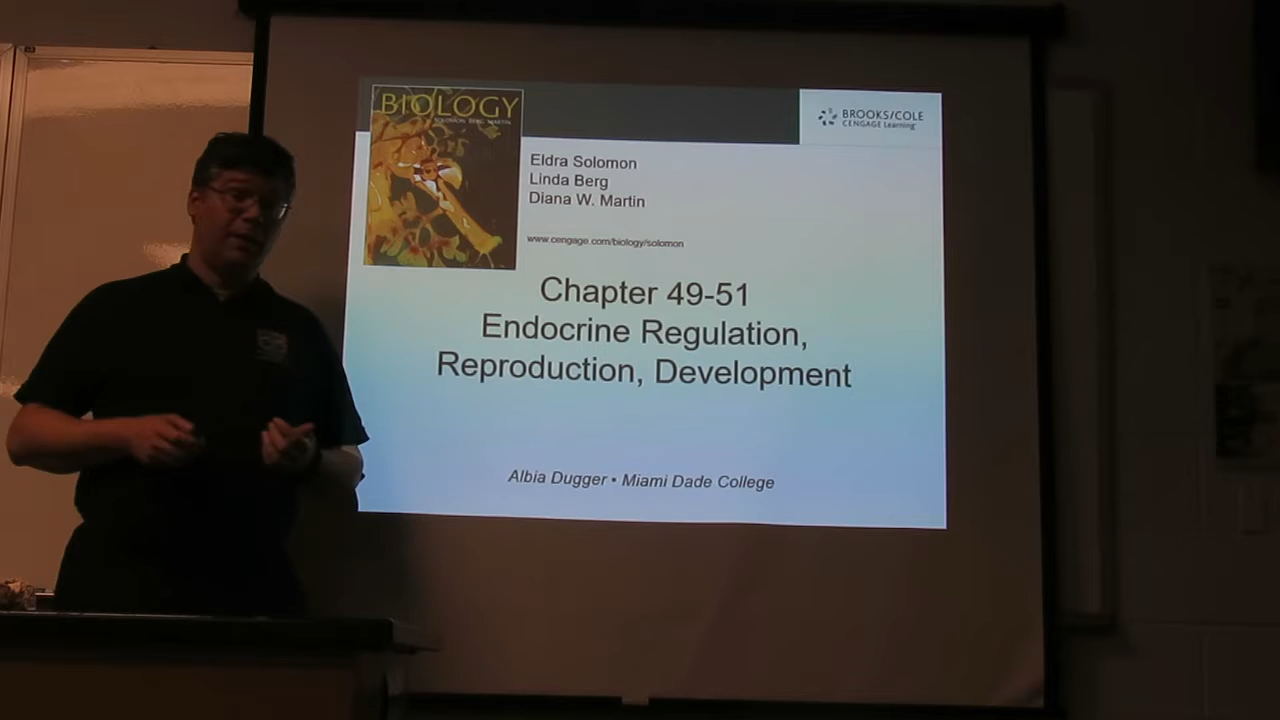 BIOLOGY
SOLOMON BERG MARTIN
BROOKS/COLE
CENGAGE Learning
Eldra Solomon
Linda Berg
Diana W. Martin
www.cengage.com/biology/solomon
Chapter 49-51
Endocrine Regulation,
Reproduction, Development
Albia Dugger • Miami Dade College